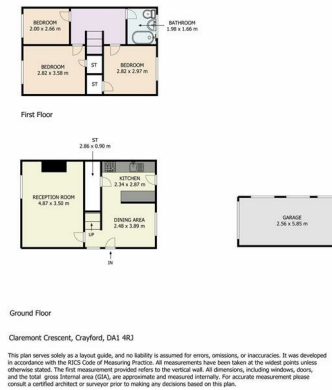 BEDROOM
2.00 x 2.66 m
BATHROOM
1.98 x 1.66 m
BEDROOM
2.82 x 3.58 m
BEDROOM
2.82 x 2.97 m
ST
ST
First Floor
ST
2.86 x 0.90 m
KITCHEN
2.34 x 2.87 m
RECEPTION ROOM
4.87 x 3.50 m
DINING AREA
2.48 x 3.89 m
UP
IN
GARAGE
2.56 x 5.85 m
Ground Floor
Claremont Crescent, Crayford, DA1 4RJ
This plan serves solely as a layout guide, and no liability is assumed for errors, omissions, or inaccuracies. It was developed
in accordance with the RICS Code of Measuring Practice. All measurements have been taken at the widest points unless
otherwise stated. The first measurement provided refers to the vertical wall. All dimensions, including windows, doors,
and the total gross Internal area (GIA), are approximate and measured internally. For accurate measurement please
consult a certified architect or surveyor prior to making any decisions based on this plan.